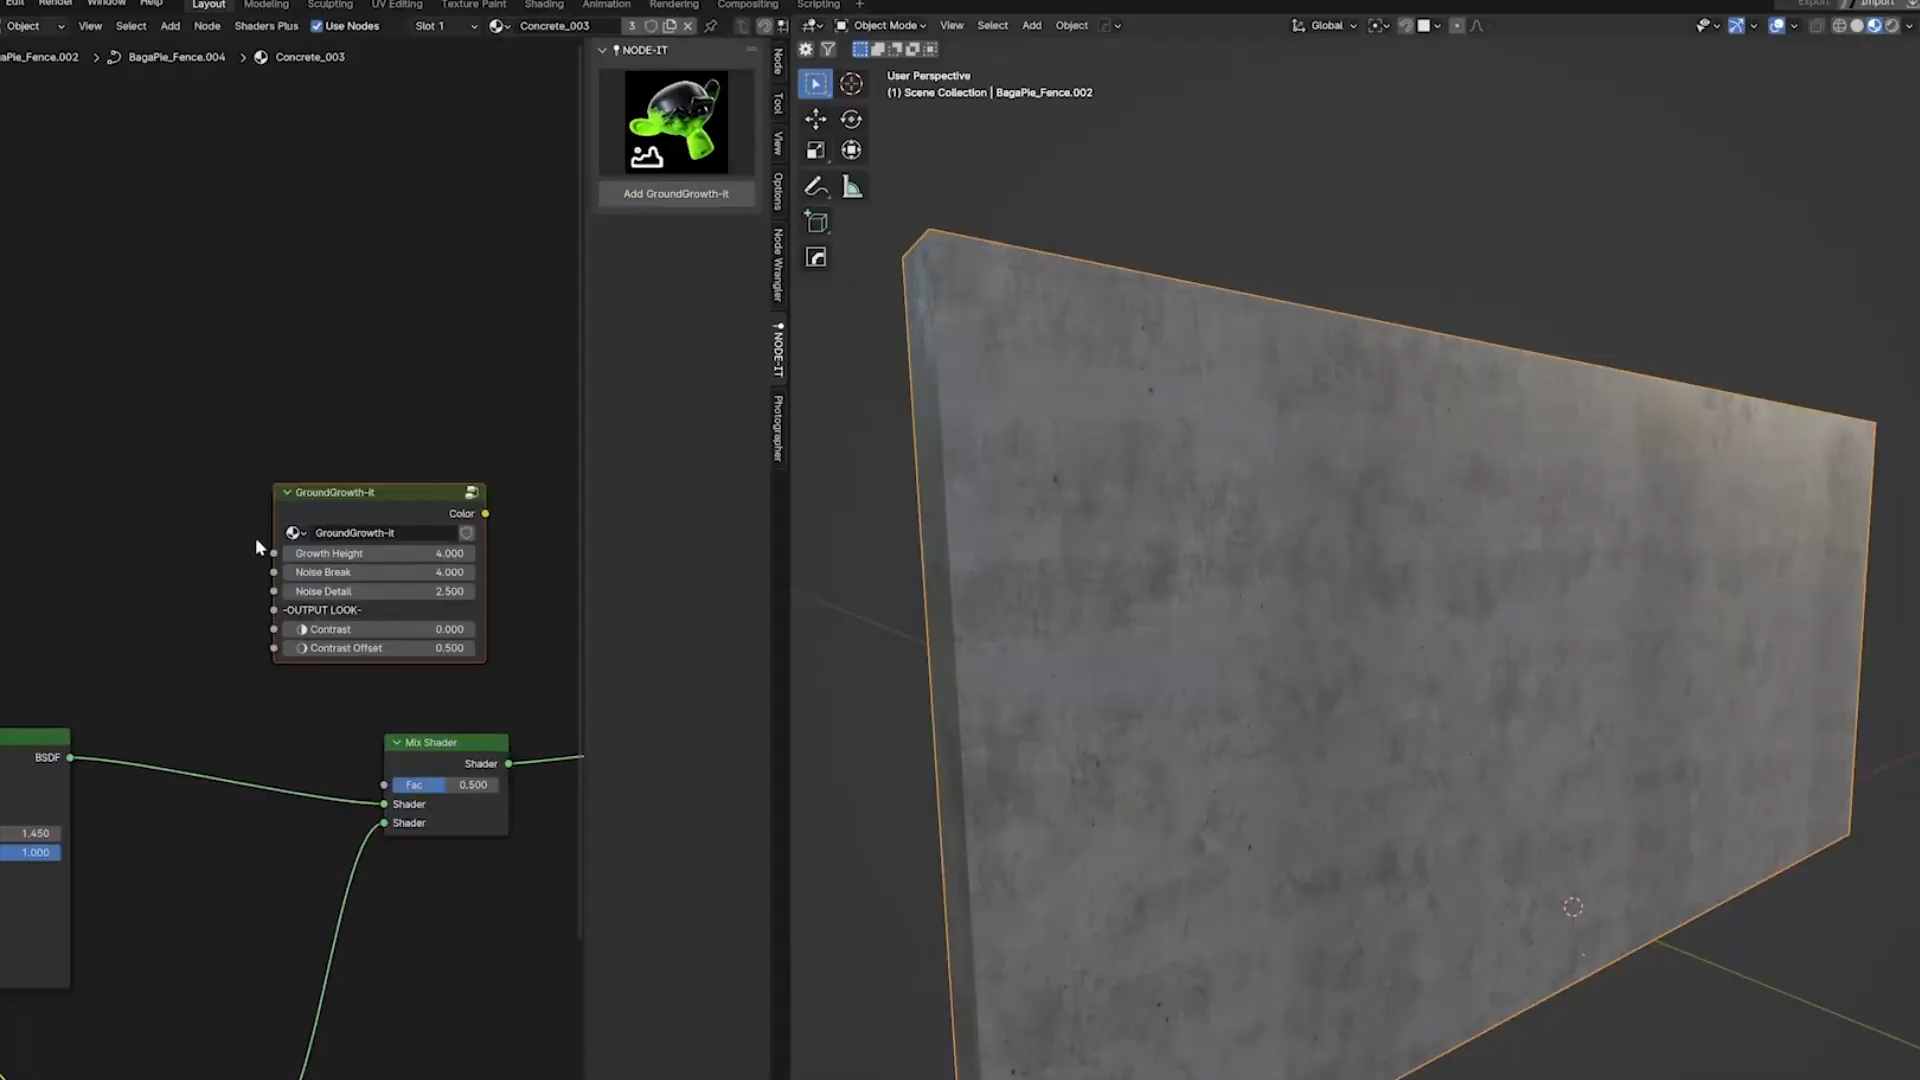 Edit Render Window Help Layout Modeling Sculpting UV Editing Texture Paint Shading Animation Rendering Compositing Scripting + Export Import
Object View Select Add Node Shaders Plus Use Nodes Slot 1 Concrete_003 3
Object Mode View Select Add Object Global
aPie_Fence.002 > BagaPie_Fence.004 > Concrete_003
NODE-IT
Add GroundGrowth-it
Node
Tool
View
Options
Node Wrangler
NODE-IT
Photographer
User Perspective
(1) Scene Collection | BagaPie_Fence.002
GroundGrowth-it
Color
GroundGrowth-it
Growth Height 4.000
Noise Break 4.000
Noise Detail 2.500
-OUTPUT LOOK-
Contrast 0.000
Contrast Offset 0.500
BSDF
1.450
1.000
Mix Shader
Shader
Fac 0.500
Shader
Shader